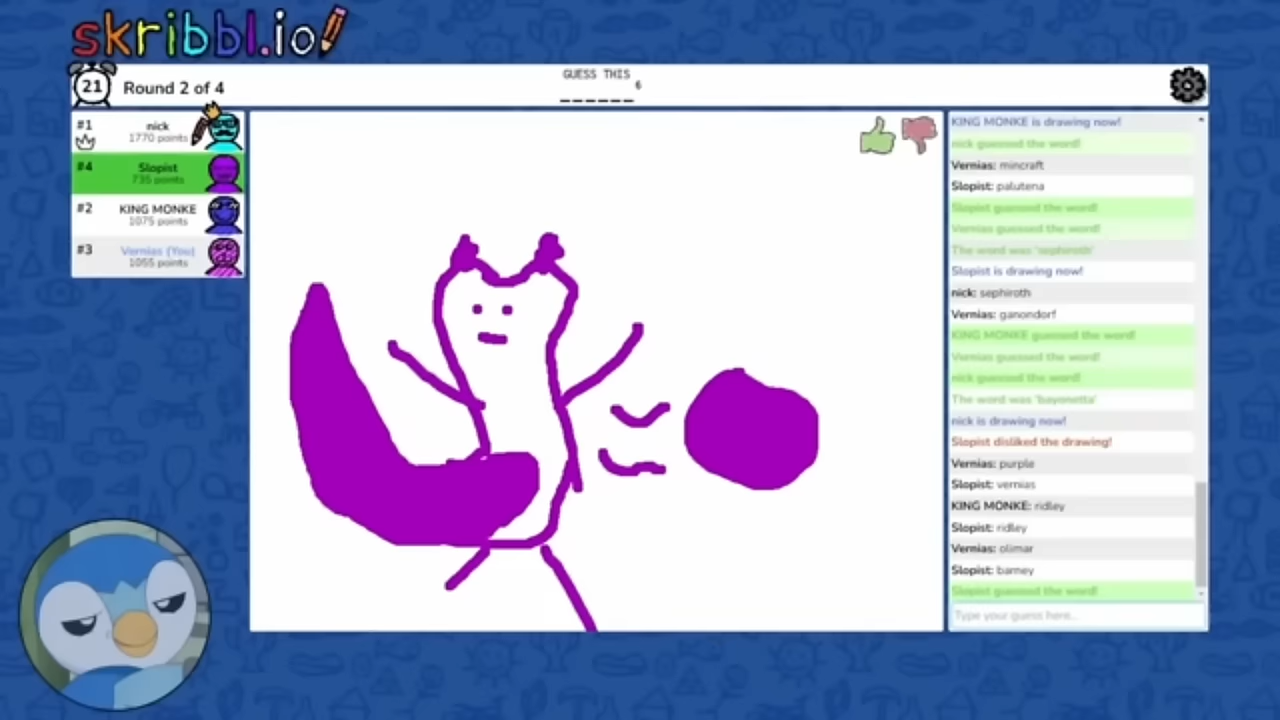 skribbl.io
21
Round 2 of 4
GUESS THIS
______ 6
#1
nick
1770 points
#4
Slopist
735 points
#2
KING MONKE
1075 points
#3
Vernias (You)
1055 points
KING MONKE is drawing now!
nick guessed the word!
Vernias: mincraft
Slopist: palutena
Slopist guessed the word!
Vernias guessed the word!
The word was 'sephiroth'
Slopist is drawing now!
nick: sephiroth
Vernias: ganondorf
KING MONKE guessed the word!
Vernias guessed the word!
nick guessed the word!
The word was 'bayonetta'
nick is drawing now!
Slopist disliked the drawing!
Vernias: purple
Slopist: vernias
KING MONKE: ridley
Slopist: ridley
Vernias: olimar
Slopist: barney
Slopist guessed the word!
Type your guess here...